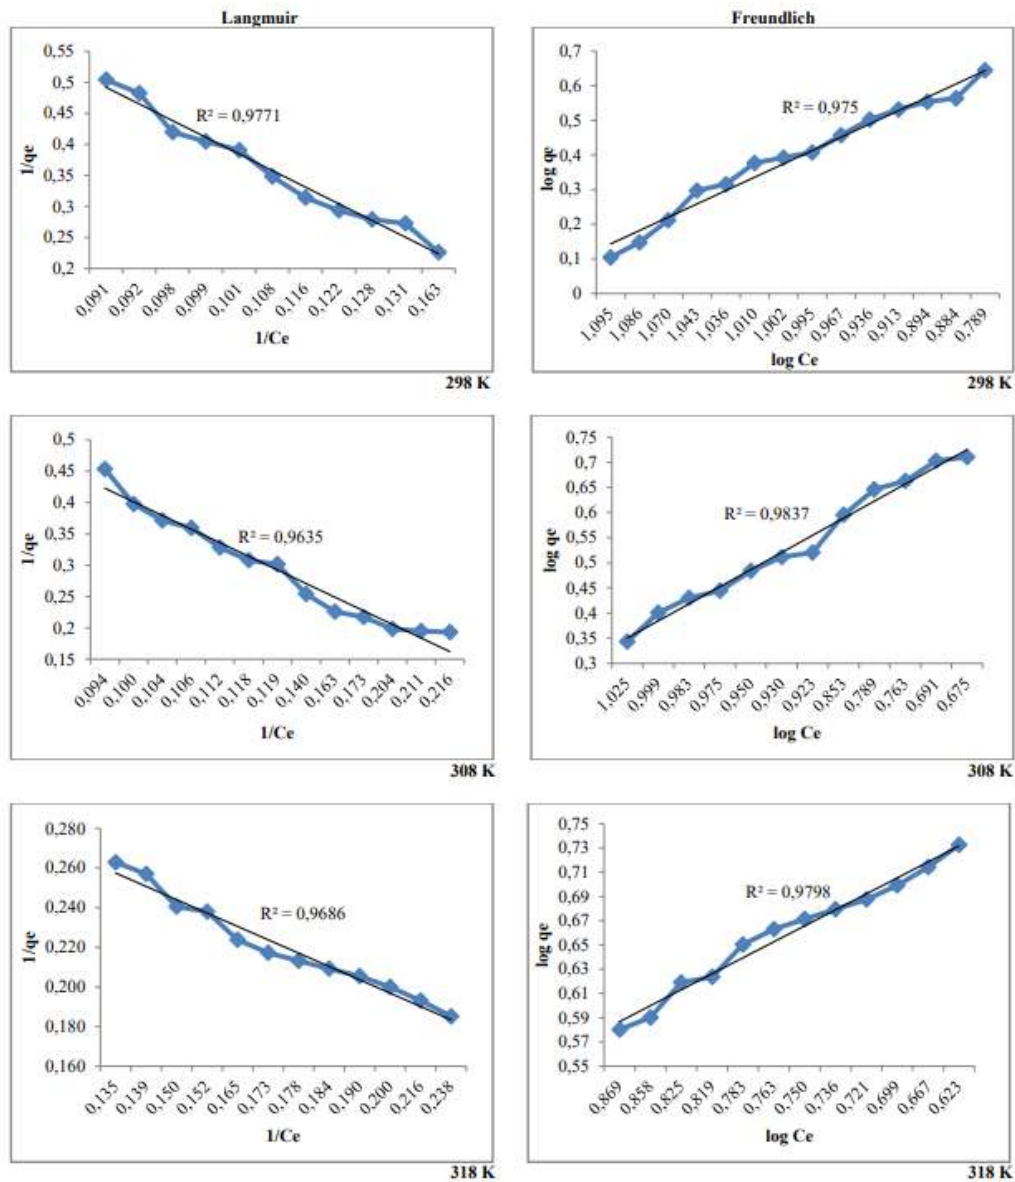 Langmuir
0,55
0,5
0,45
0,4
0,35
0,3
0,25
0,2
1/qe
R² = 0,9771
0,091 0,092 0,098 0,099 0,101 0,108 0,116 0,122 0,128 0,131 0,163
1/Ce
298 K
Freundlich
0,7
0,6
0,5
0,4
0,3
0,2
0,1
0
log qe
R² = 0,975
1,095 1,086 1,070 1,043 1,036 1,010 1,002 0,995 0,967 0,936 0,913 0,894 0,884 0,789
log Ce
298 K
0,5
0,45
0,4
0,35
0,3
0,25
0,2
0,15
1/qe
R² = 0,9635
0,094 0,100 0,104 0,106 0,112 0,118 0,119 0,140 0,163 0,173 0,204 0,211 0,216
1/Ce
308 K
0,75
0,7
0,65
0,6
0,55
0,5
0,45
0,4
0,35
0,3
log qe
R² = 0,9837
1,025 0,999 0,983 0,975 0,950 0,930 0,923 0,853 0,789 0,763 0,691 0,675
log Ce
308 K
0,280
0,260
0,240
0,220
0,200
0,180
0,160
1/qe
R² = 0,9686
0,135 0,139 0,150 0,152 0,165 0,173 0,178 0,184 0,190 0,200 0,216 0,238
1/Ce
318 K
0,75
0,73
0,71
0,69
0,67
0,65
0,63
0,61
0,59
0,57
0,55
log qe
R² = 0,9798
0,869 0,858 0,825 0,819 0,783 0,763 0,750 0,736 0,721 0,699 0,667 0,623
log Ce
318 K